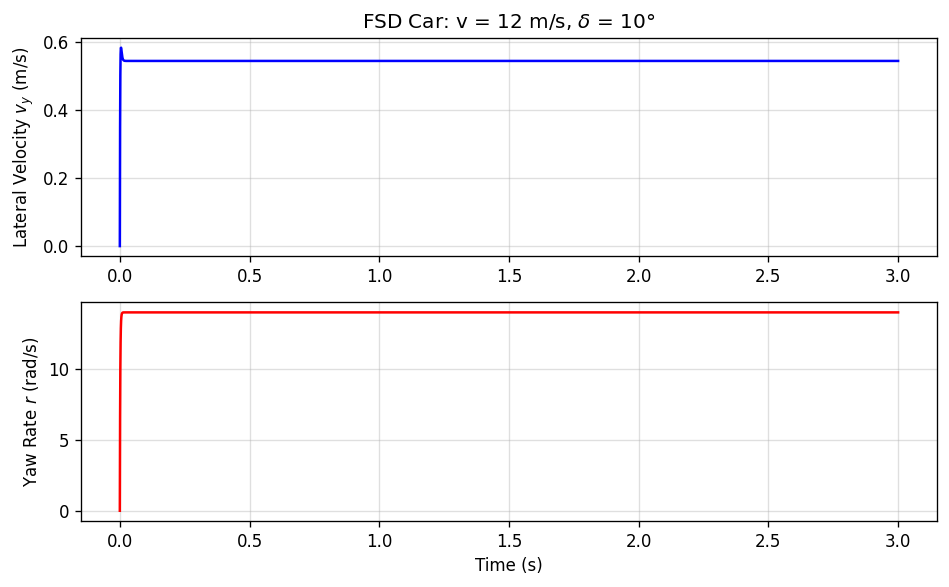 FSD Car: v = 12 m/s, δ = 10°
Lateral Velocity v_y (m/s)
0.6
0.4
0.2
0.0
0.0 0.5 1.0 1.5 2.0 2.5 3.0
Yaw Rate r (rad/s)
10
5
0
0.0 0.5 1.0 1.5 2.0 2.5 3.0
Time (s)